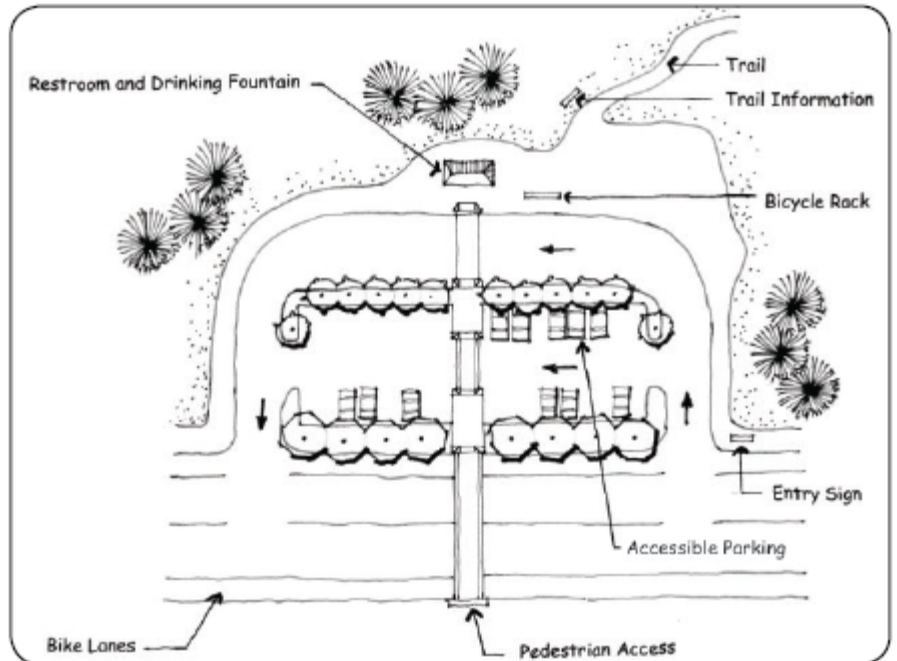 Restroom and Drinking Fountain
Trail
Trail Information
Bicycle Rack
Entry Sign
Accessible Parking
Bike Lanes
Pedestrian Access